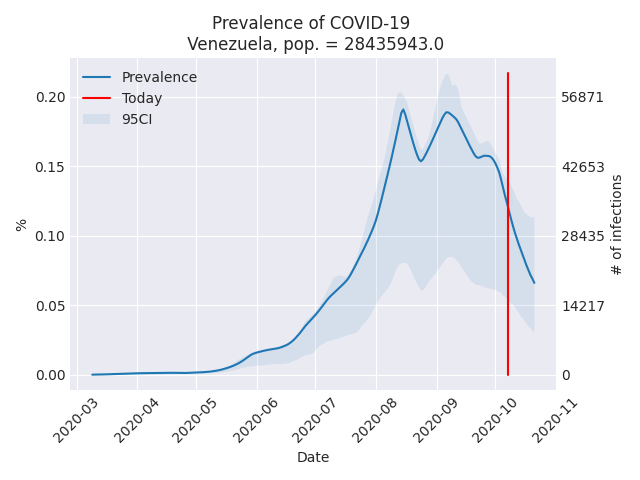 Prevalence of COVID-19
Venezuela, pop. = 28435943.0
Prevalence
Today
95CI
0.20
0.15
0.10
0.05
0.00
%
56871
42653
28435
14217
0
# of infections
2020-03
2020-04
2020-05
2020-06
2020-07
2020-08
2020-09
2020-10
2020-11
Date